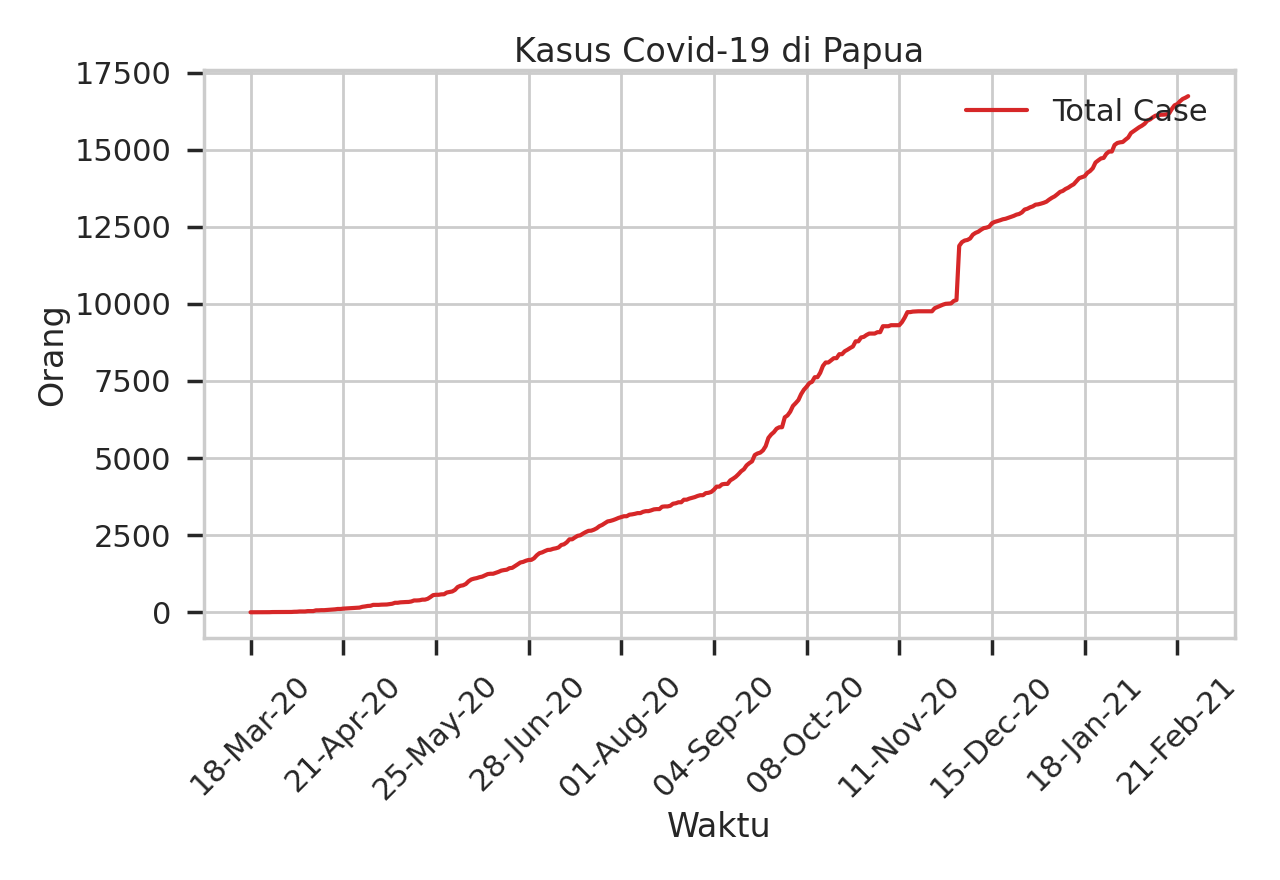 Kasus Covid-19 di Papua
Total Case
Orang
17500
15000
12500
10000
7500
5000
2500
0
18-Mar-20
21-Apr-20
25-May-20
28-Jun-20
01-Aug-20
04-Sep-20
08-Oct-20
11-Nov-20
15-Dec-20
18-Jan-21
21-Feb-21
Waktu